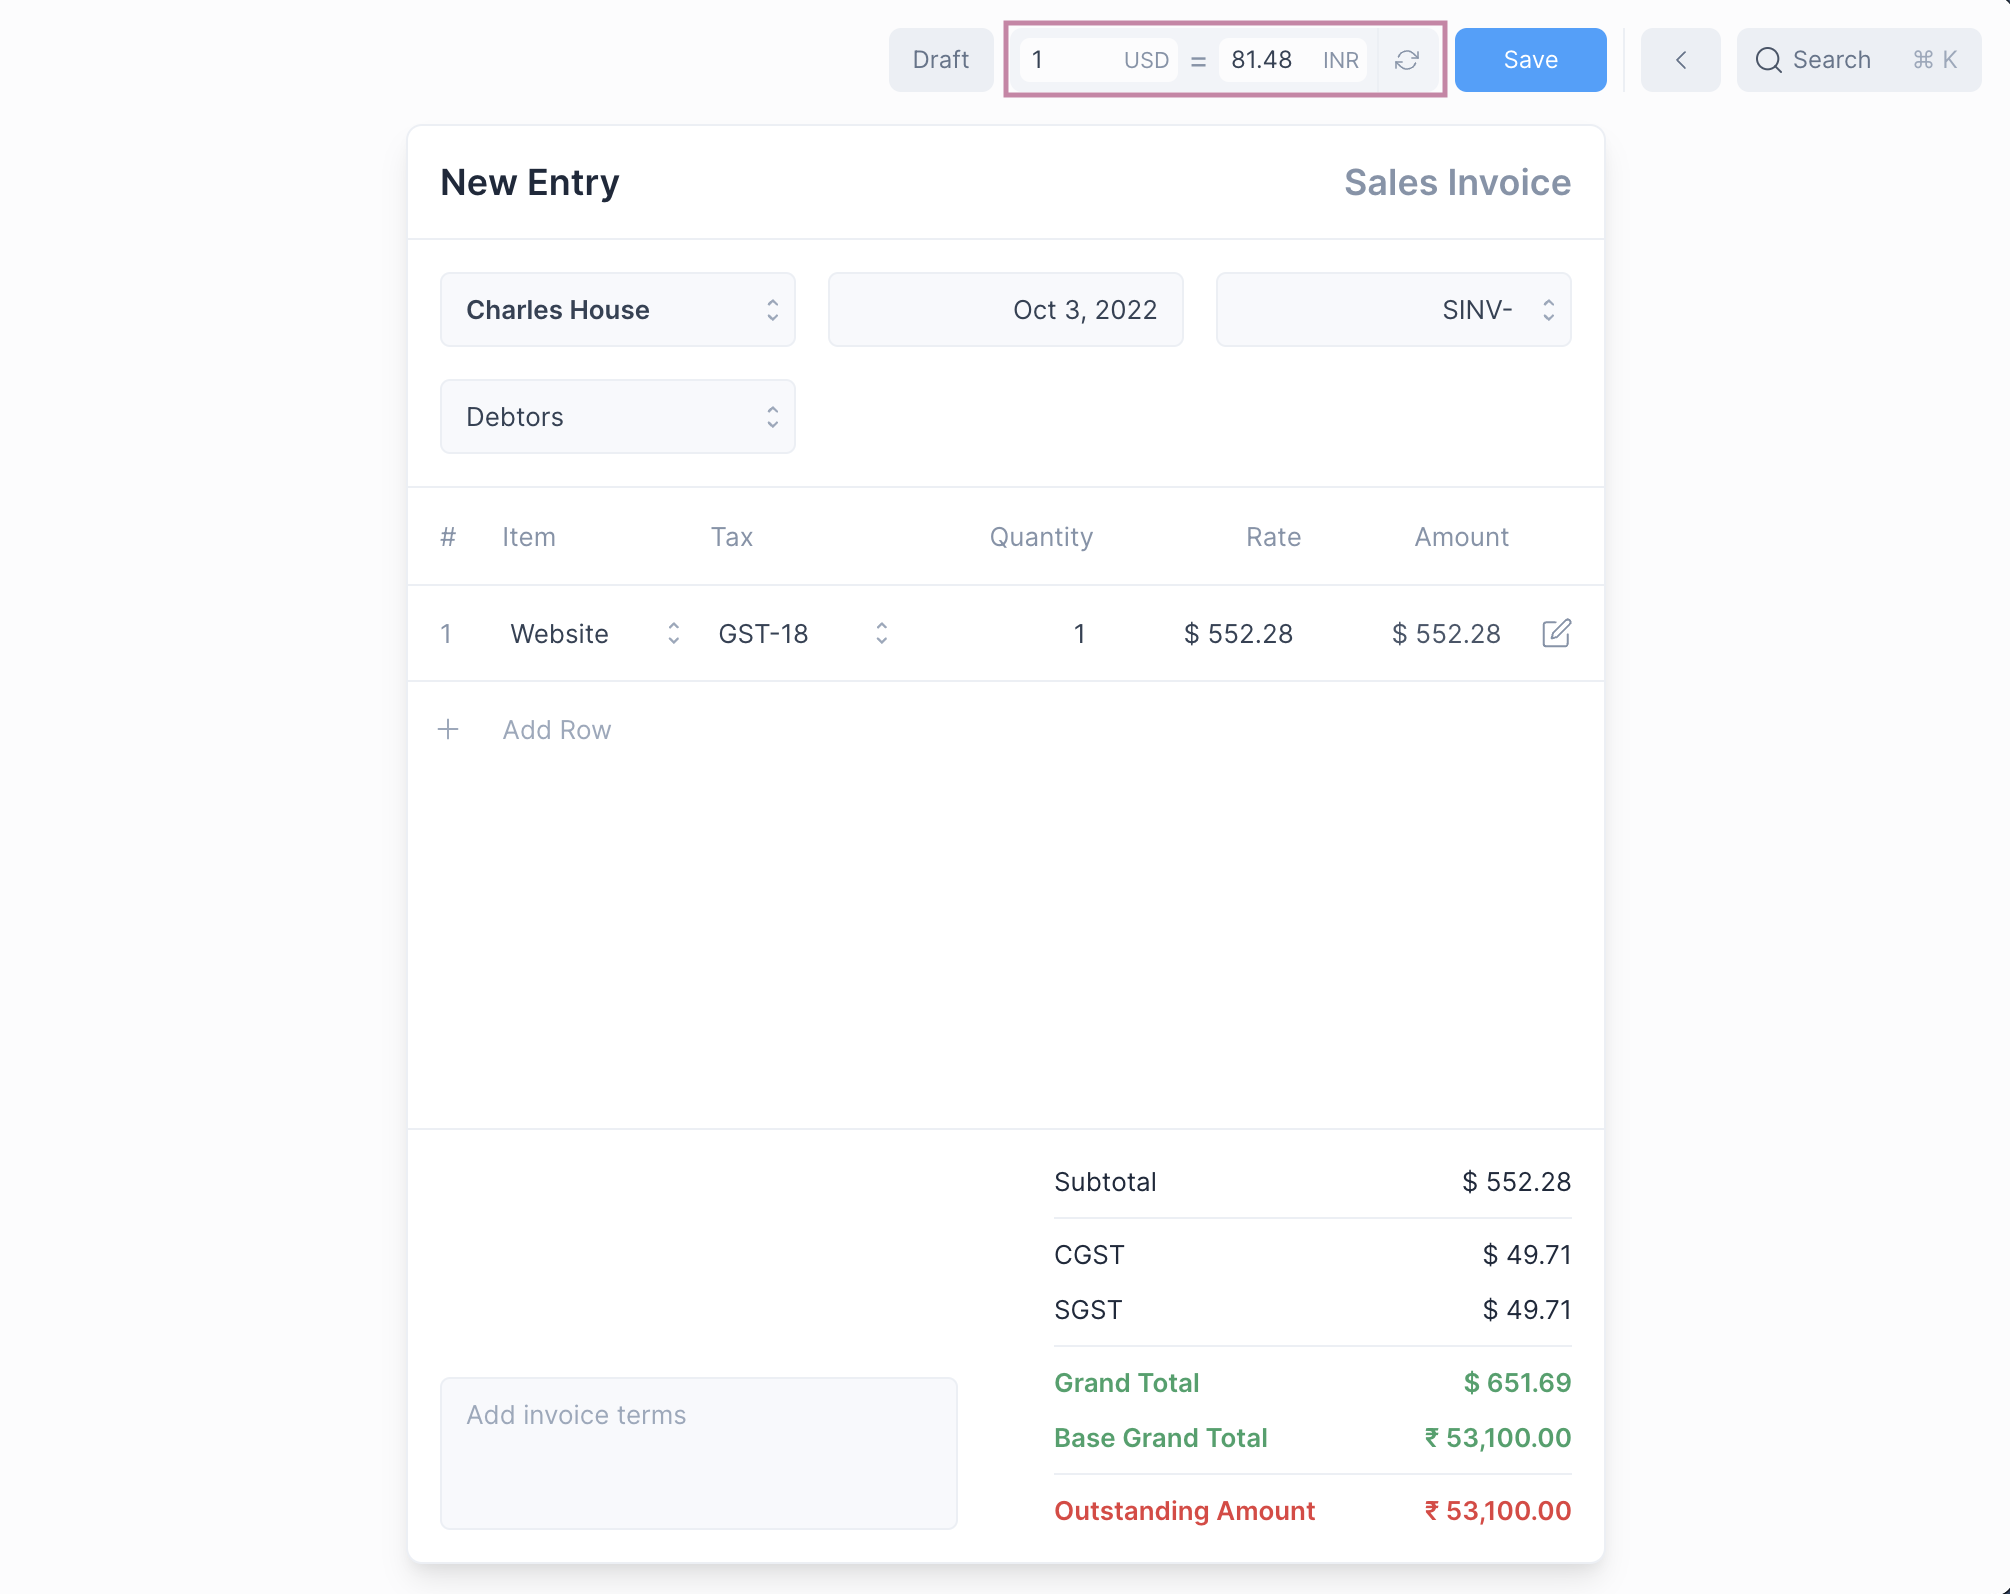 Draft 1 USD = 81.48 INR Save Search ⌘ K
New Entry Sales Invoice
Charles House Oct 3, 2022 SINV-
Debtors
# Item Tax Quantity Rate Amount
1 Website GST-18 1 $ 552.28 $ 552.28
Add Row
Subtotal $ 552.28
CGST $ 49.71
SGST $ 49.71
Grand Total $ 651.69
Add invoice terms
Base Grand Total ₹ 53,100.00
Outstanding Amount ₹ 53,100.00